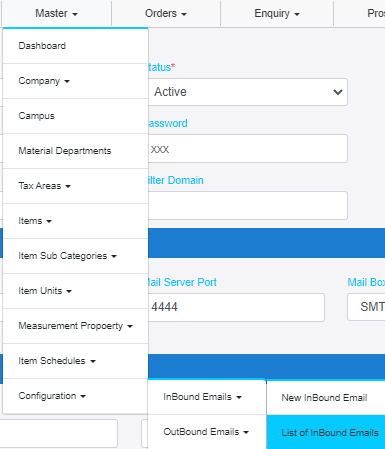 Master Orders Enquiry Pros
Dashboard
Company
Campus
Material Departments
Tax Areas
Items
Item Sub Categories
Item Units
Measurement Propoerty
Item Schedules
Configuration
tatus*
Active
assword
xxx
ilter Domain
Mail Server Port
Mail Box
4444
SMT
InBound Emails
New InBound Email
OutBound Emails
List of InBound Emails